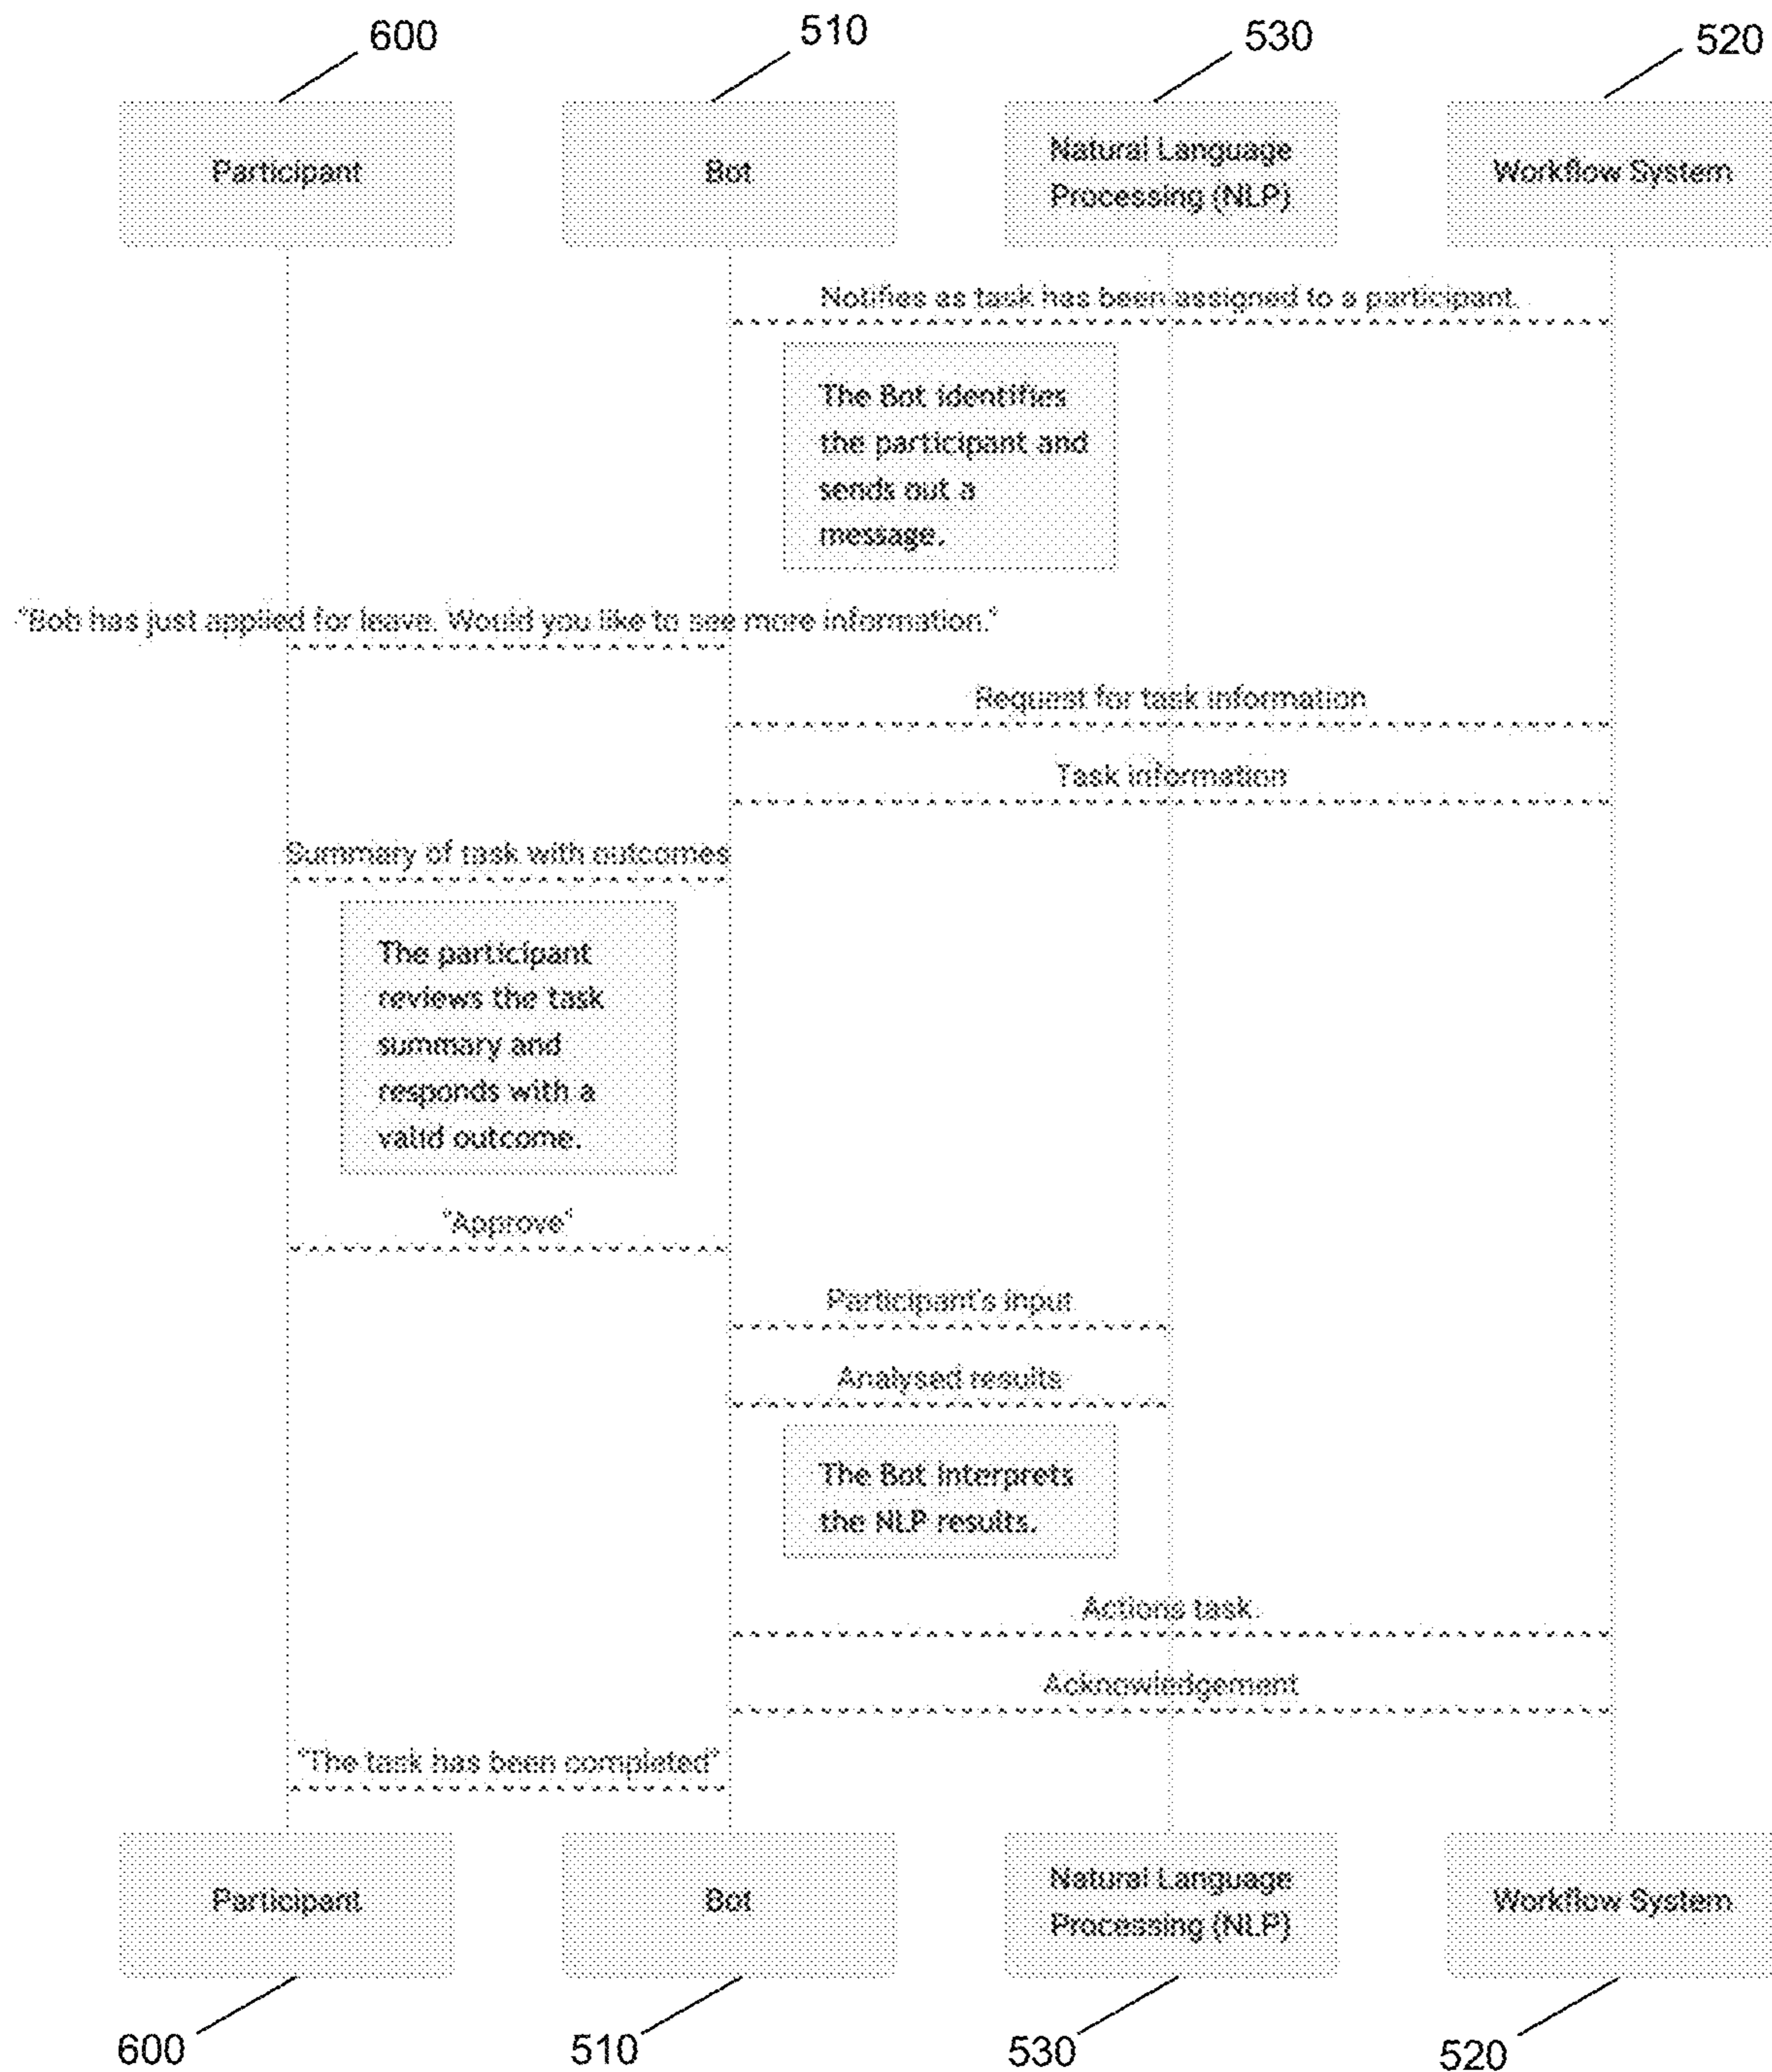 600
510
530
520
Participant
Bot
Natural Language
Processing (NLP)
Workflow System
Notifies as task has been assigned to a participant.
The Bot identifies
the participant and
sends out a
message.
"Bob has just applied for leave. Would you like to see more information."
Request for task information
Task information
Summary of task with outcomes
The participant
reviews the task
summary and
responds with a
valid outcome.
"Approve"
Participant's input
Analysed results
The Bot interprets
the NLP results.
Actions task
Acknowledgement
"The task has been completed"
Participant
Bot
Natural Language
Processing (NLP)
Workflow System
600
510
530
520